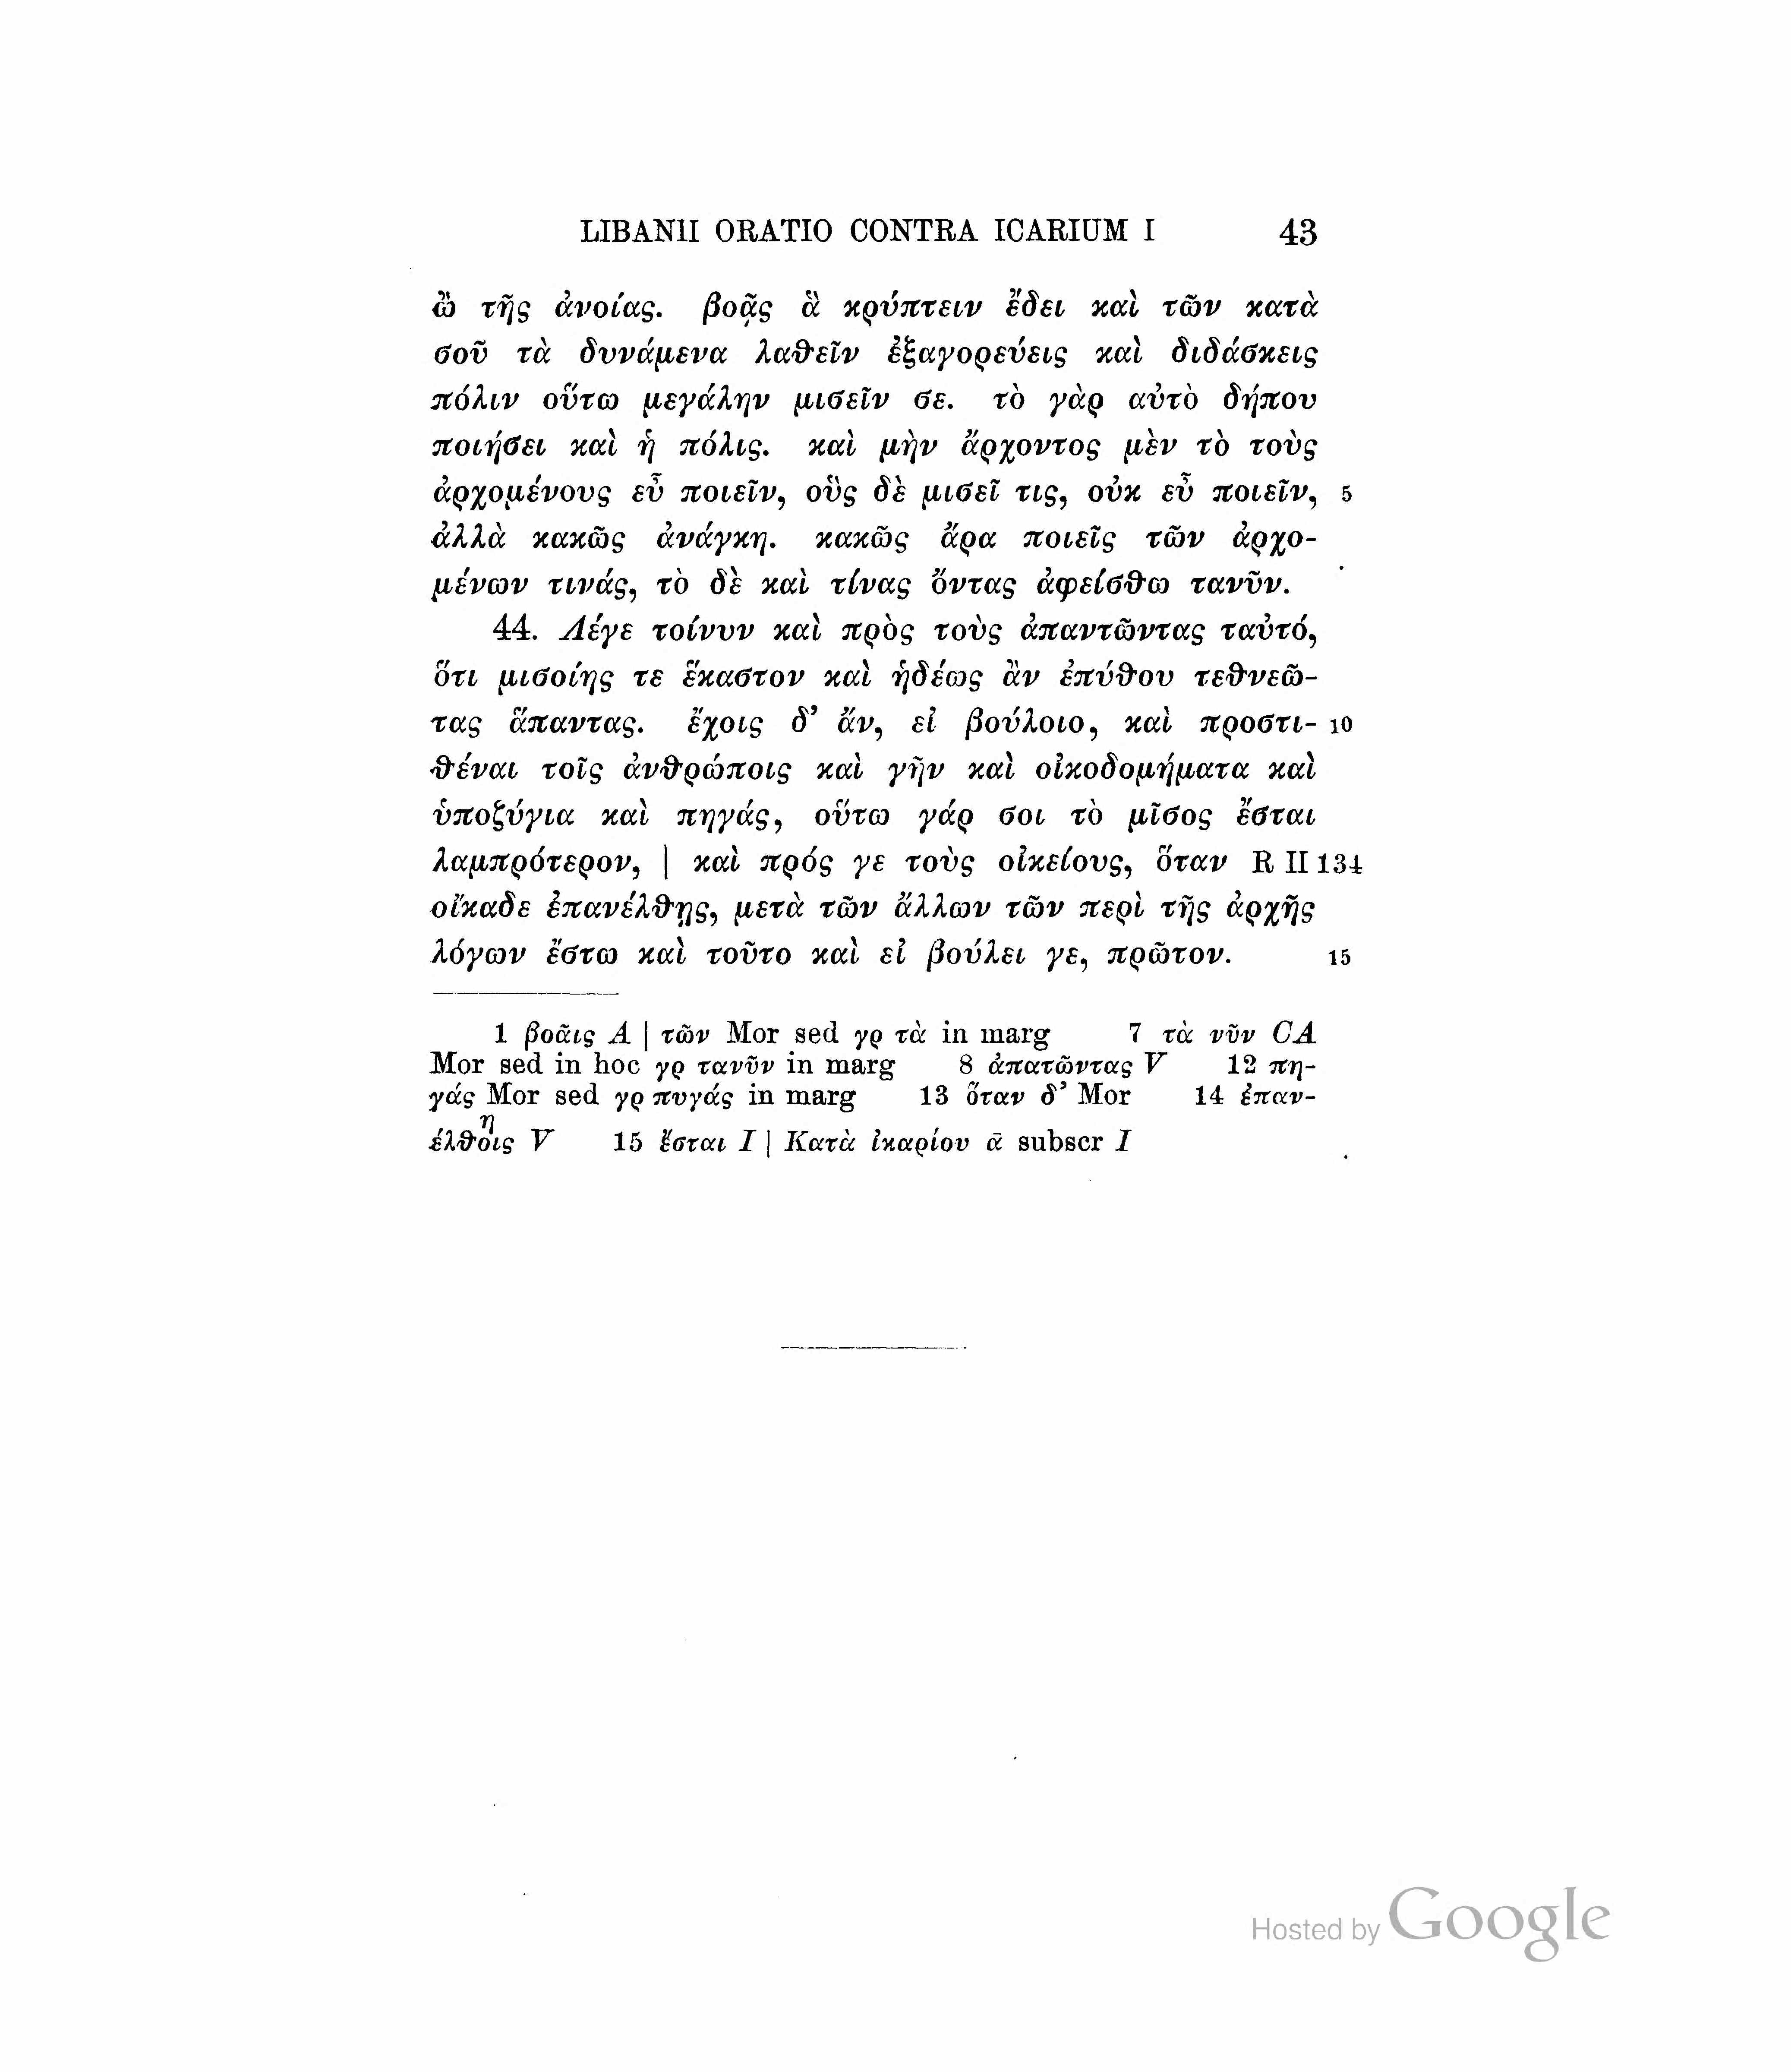 LIBANII ORATIO CONTRA ICARIUM I 43
ὢ τῆς ἀνοίας. βοᾷς ἃ κρύπτειν ἔδει καὶ τῶν κατὰ
σοῦ τὰ δυνάμενα λαθεῖν ἐξαγορεύεις καὶ διδάσκεις
πόλιν οὕτω μεγάλην μισεῖν σε. τὸ γὰρ αὐτὸ δήπου
ποιήσει καὶ ἡ πόλις. καὶ μὴν ἄρχοντος μὲν τὸ τοὺς
ἀρχομένους εὖ ποιεῖν, οὓς δὲ μισεῖ τις, οὐκ εὖ ποιεῖν, 5
ἀλλὰ κακῶς ἀνάγκη. κακῶς ἄρα ποιεῖς τῶν ἀρχο-
μένων τινάς, τὸ δὲ καὶ τίνας ὄντας ἀφείσθω τανῦν.
44. Λέγε τοίνυν καὶ πρὸς τοὺς ἀπαντῶντας ταὐτό,
ὅτι μισοίης τε ἕκαστον καὶ ἡδέως ἂν ἐπύθου τεθνεῶ-
τας ἅπαντας. ἔχοις δ’ ἄν, εἰ βούλοιο, καὶ προστι- 10
θέναι τοῖς ἀνθρώποις καὶ γῆν καὶ οἰκοδομήματα καὶ
ὑποζύγια καὶ πηγάς, οὕτω γάρ σοι τὸ μῖσος ἔσται
λαμπρότερον, | καὶ πρός γε τοὺς οἰκείους, ὅταν R II 134
οἴκαδε ἐπανέλθῃς, μετὰ τῶν ἄλλων τῶν περὶ τῆς ἀρχῆς
λόγων ἔστω καὶ τοῦτο καὶ εἰ βούλει γε, πρῶτον. 15
1 βοᾶις A | τῶν Mor sed γρ τὰ in marg 7 τὰ νῦν CA
Mor sed in hoc γρ τανῦν in marg 8 ἀπατῶντας V 12 πη-
γάς Mor sed γρ πυγάς in marg 13 ὅταν δ’ Mor 14 ἐπαν-
η
έλθοις V 15 ἔσται I | Κατὰ ἰκαρίου ᾱ subscr I
Hosted by Google